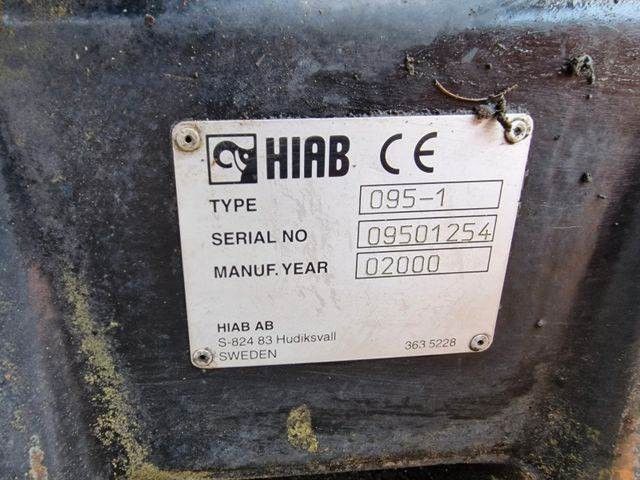 HIAB CE
TYPE 095-1
SERIAL NO 09501254
MANUF. YEAR 02000
HIAB AB
S-824 83 Hudiksvall
SWEDEN
363 5228